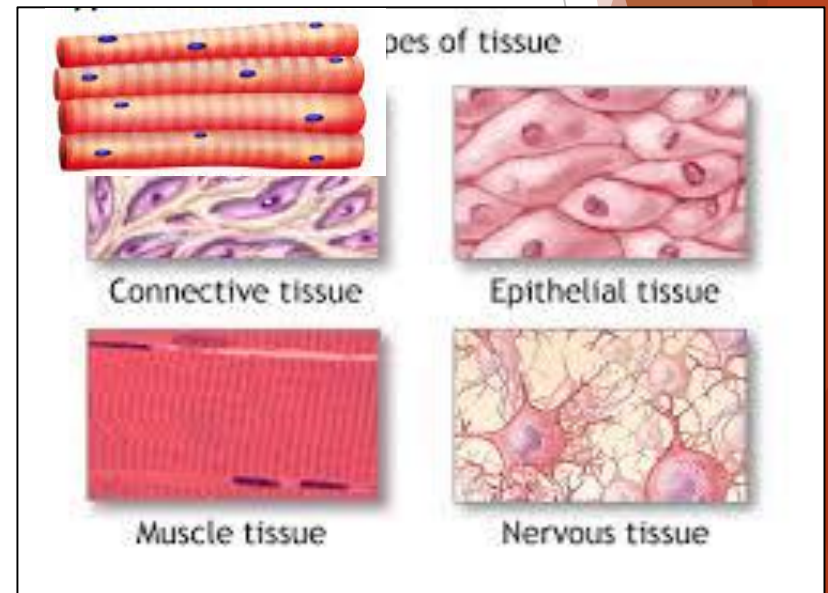 pes of tissue
Connective tissue
Epithelial tissue
Muscle tissue
Nervous tissue